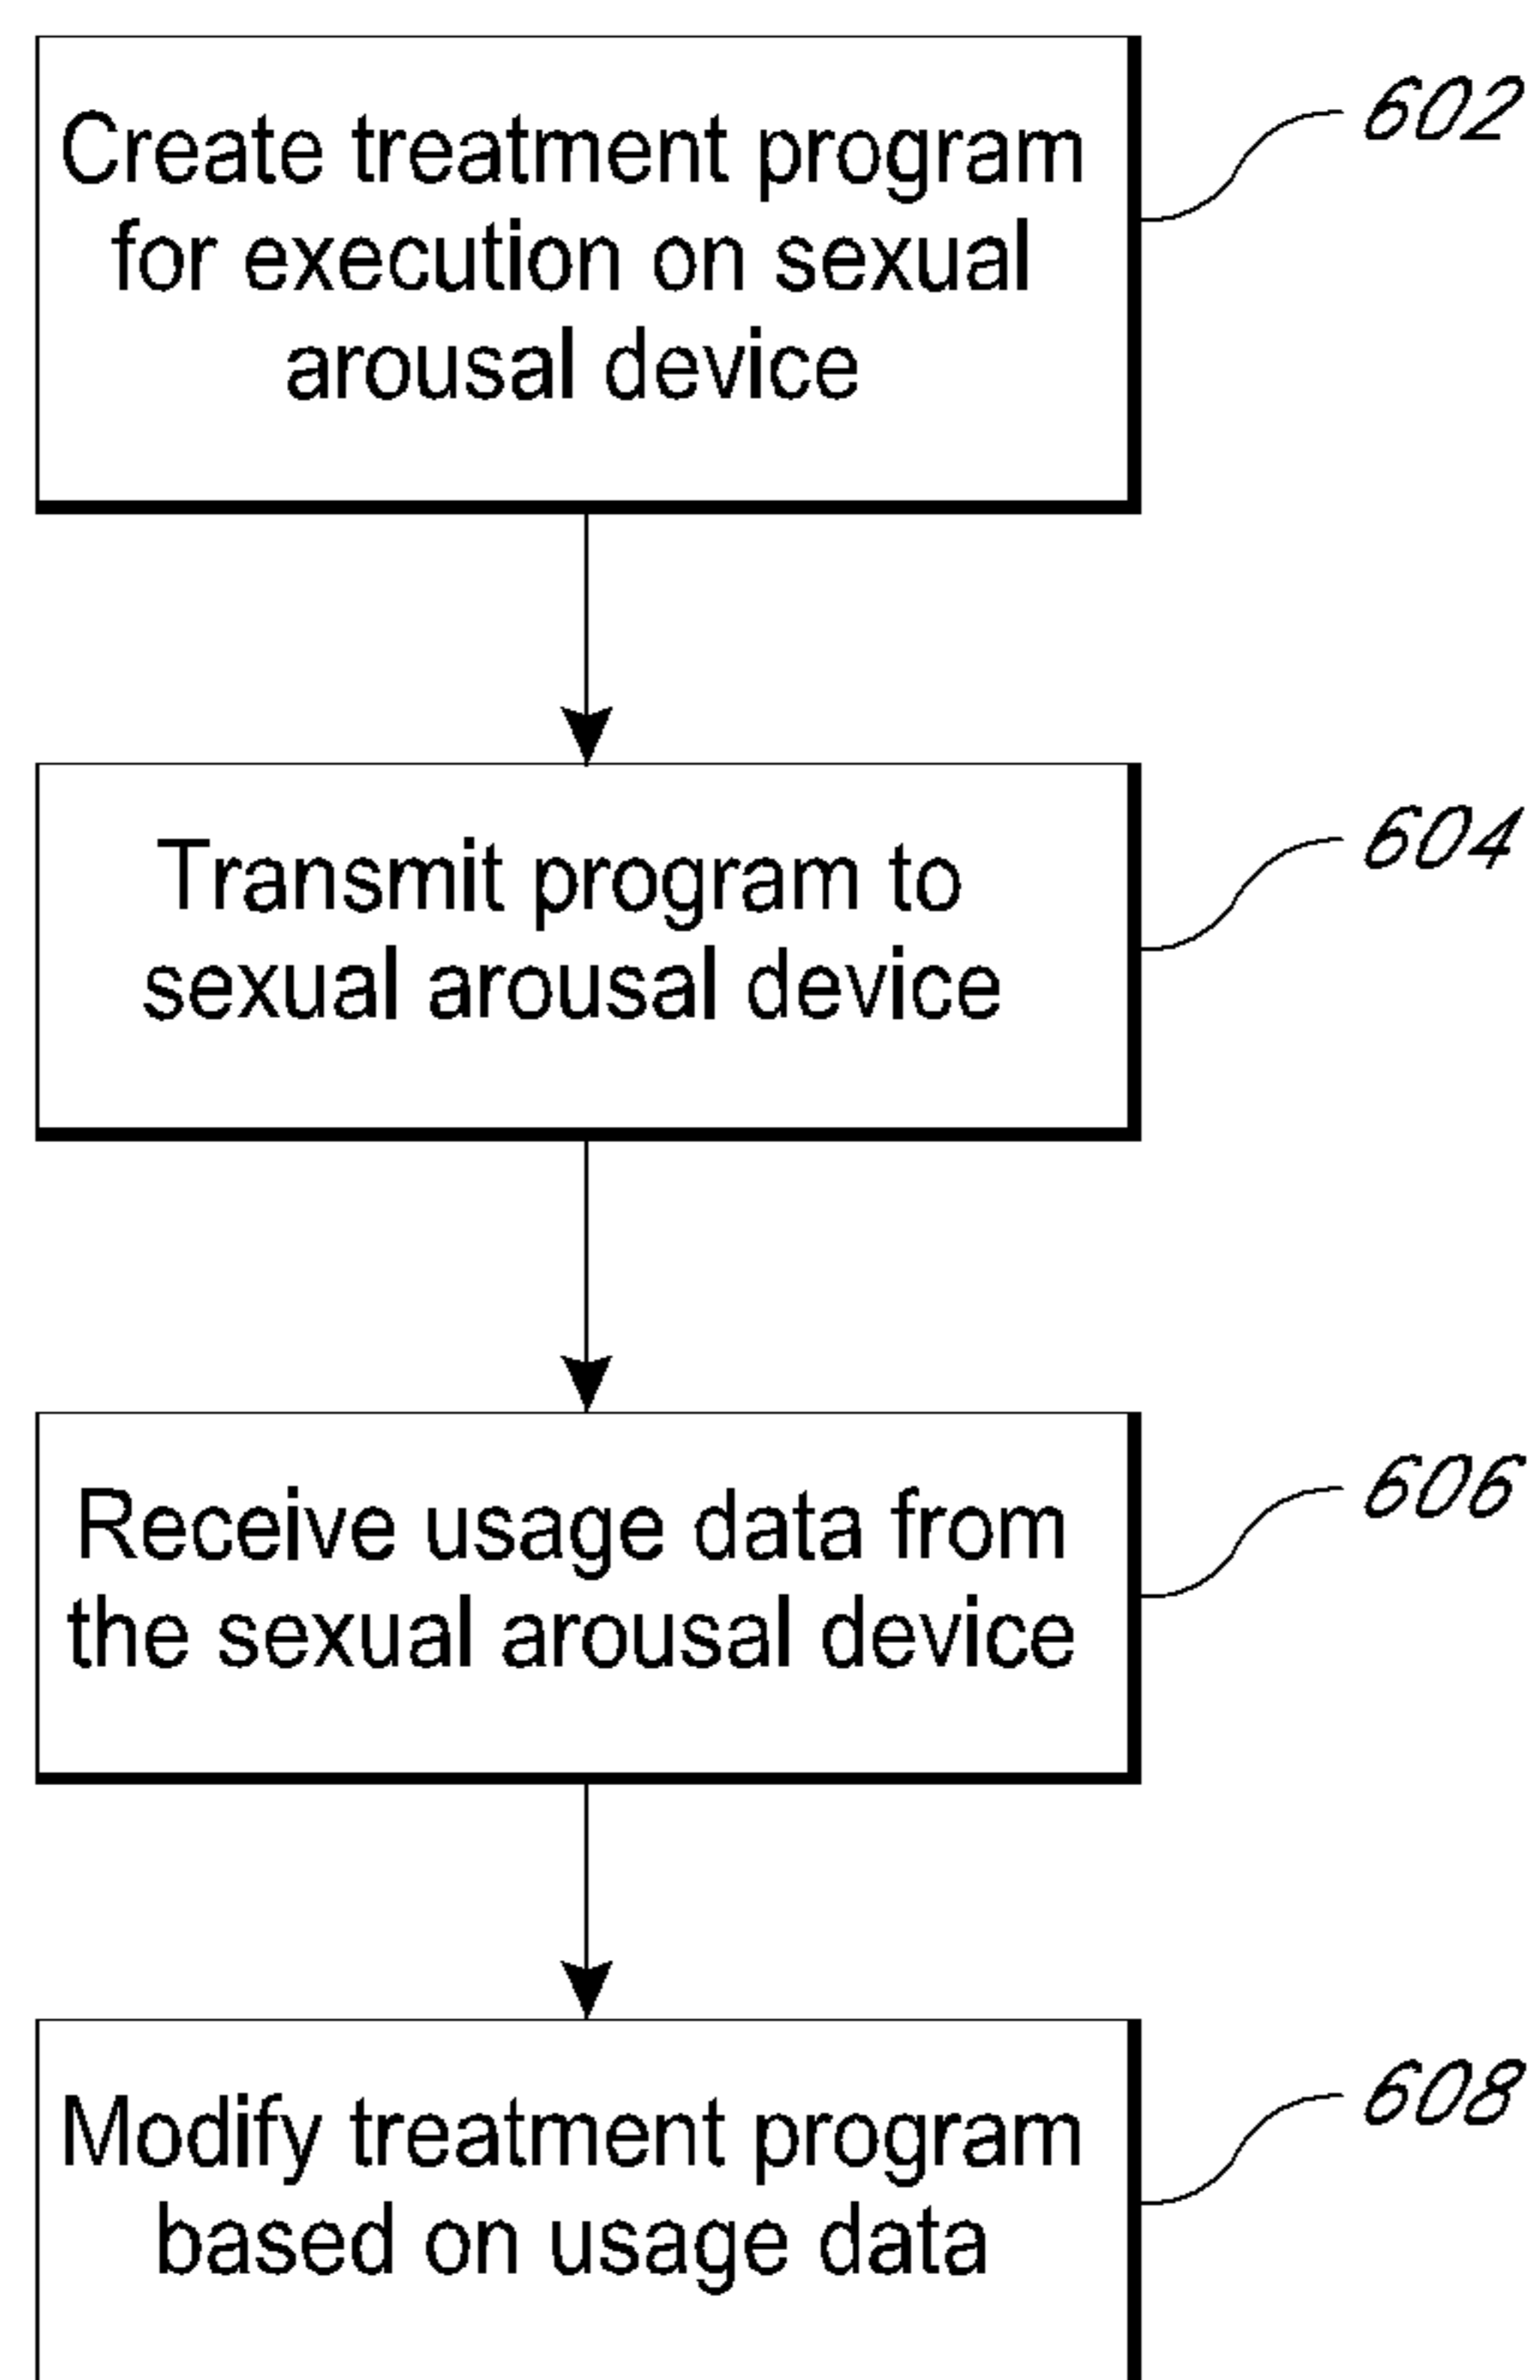 Create treatment program
for execution on sexual
arousal device
602
Transmit program to
sexual arousal device
604
Receive usage data from
the sexual arousal device
606
Modify treatment program
based on usage data
608